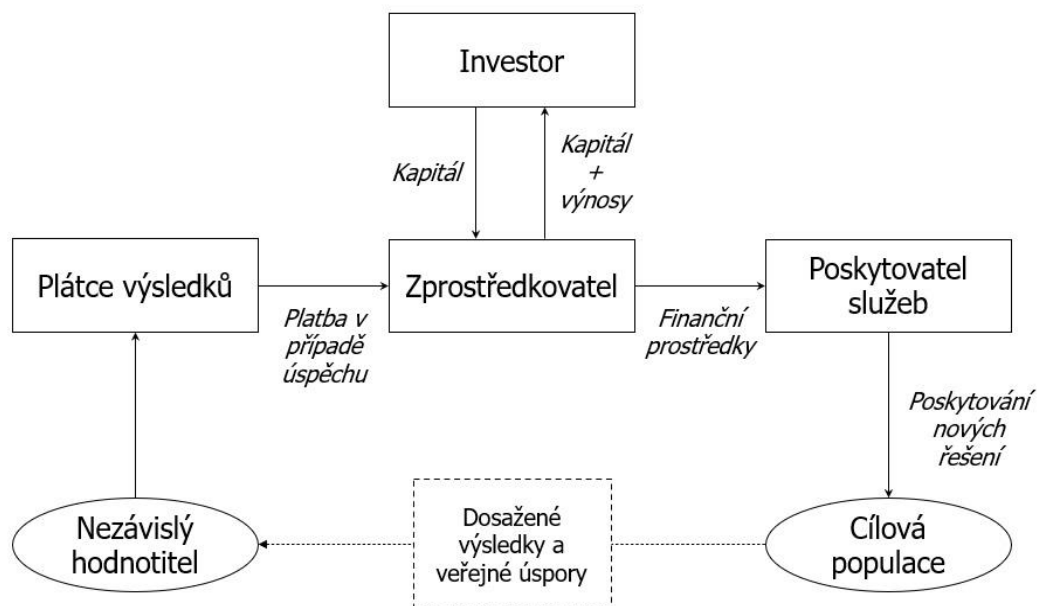 Investor
Kapitál
Kapitál
+
výnosy
Plátce výsledků
Zprostředkovatel
Poskytovatel
služeb
Platba v
případě
úspěchu
Finanční
prostředky
Poskytování
nových
řešení
Nezávislý
hodnotitel
Dosažené
výsledky a
veřejné úspory
Cílová
populace